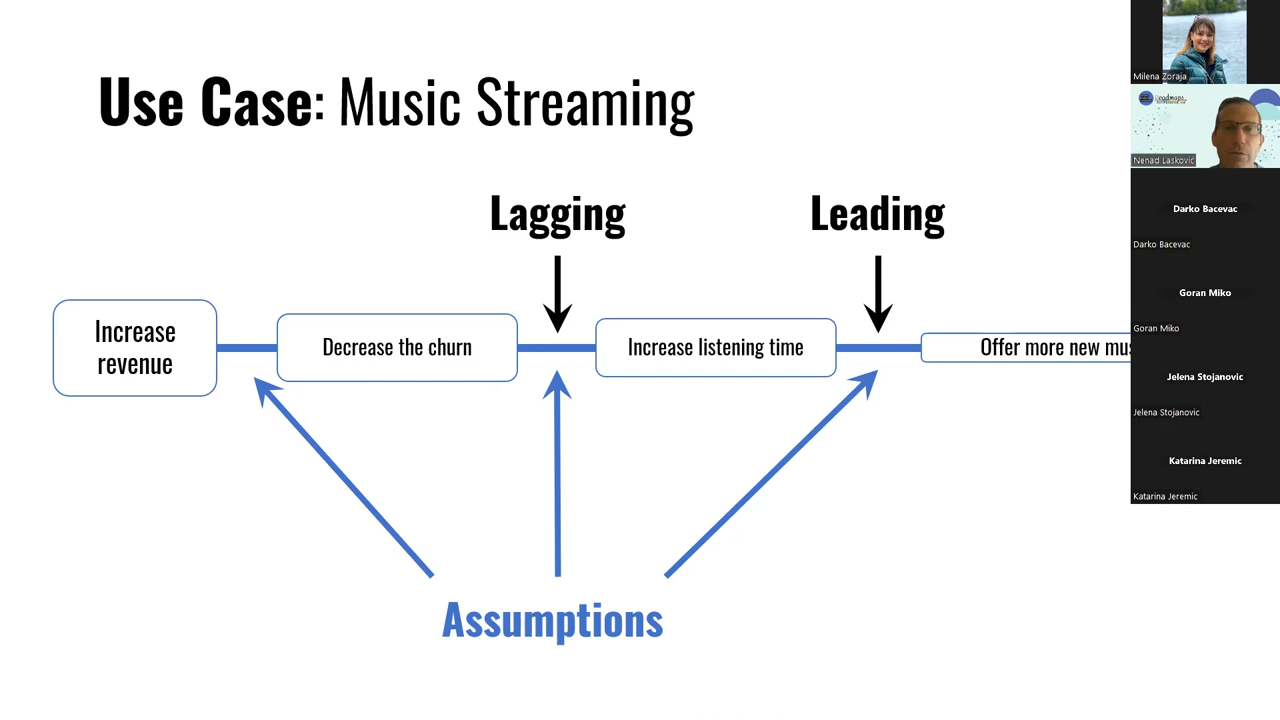 Use Case: Music Streaming
Lagging
Leading
Increase
revenue
Decrease the churn
Increase listening time
Offer more new mus
Assumptions
Milena Zoraja
Nenad Lasković
Darko Bacevac
Darko Bacevac
Goran Miko
Goran Miko
Jelena Stojanovic
Jelena Stojanovic
Katarina Jeremic
Katarina Jeremic